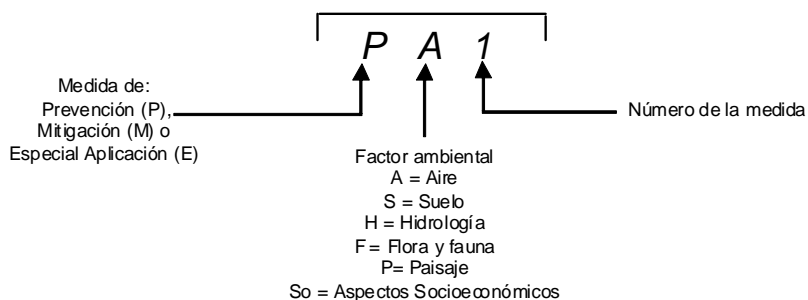 P A 1
Medida de:
Prevención (P),
Mitigación (M) o
Especial Aplicación (E)
Número de la medida
Factor ambiental
A = Aire
S = Suelo
H = Hidrología
F = Flora y fauna
P= Paisaje
So = Aspectos Socioeconómicos